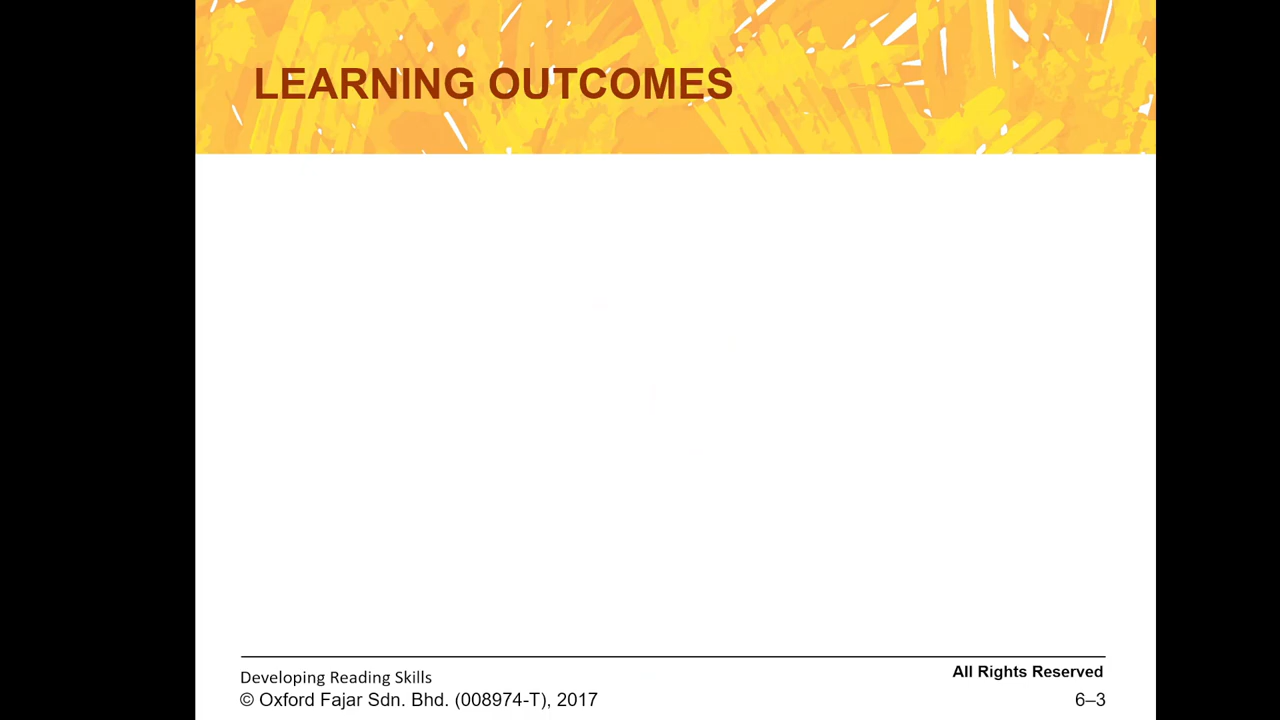 LEARNING OUTCOMES
Developing Reading Skills
All Rights Reserved
© Oxford Fajar Sdn. Bhd. (008974-T), 2017
6–3